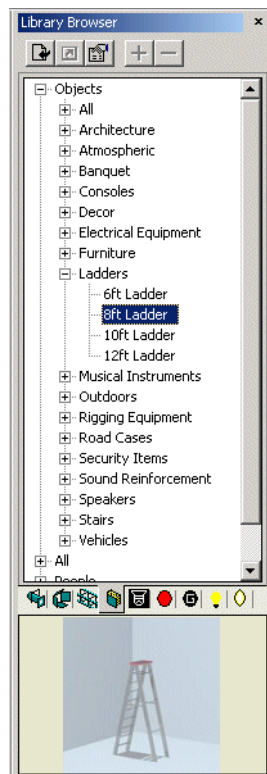 Library Browser
Objects
All
Architecture
Atmospheric
Banquet
Consoles
Decor
Electrical Equipment
Furniture
Ladders
6ft Ladder
8ft Ladder
10ft Ladder
12ft Ladder
Musical Instruments
Outdoors
Rigging Equipment
Road Cases
Security Items
Sound Reinforcement
Speakers
Stairs
Vehicles
All
People
G